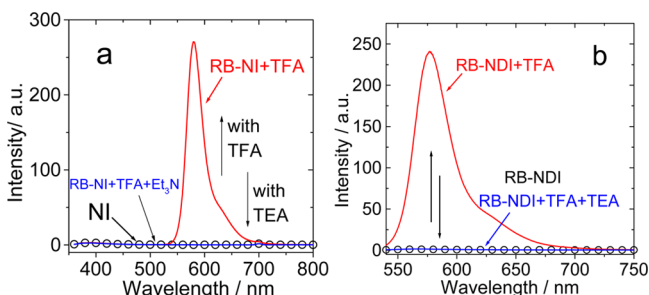 300
200
100
0
Intensity/ a.u.
a
RB-NI+TFA
with
TFA
with
TEA
RB-NI+TFA+Et3N
NI
400 500 600 700 800
Wavelength / nm
250
200
150
100
50
0
Intensity / a.u.
b
RB-NDI+TFA
RB-NDI
RB-NDI+TFA+TEA
550 600 650 700 750
Wavelength / nm